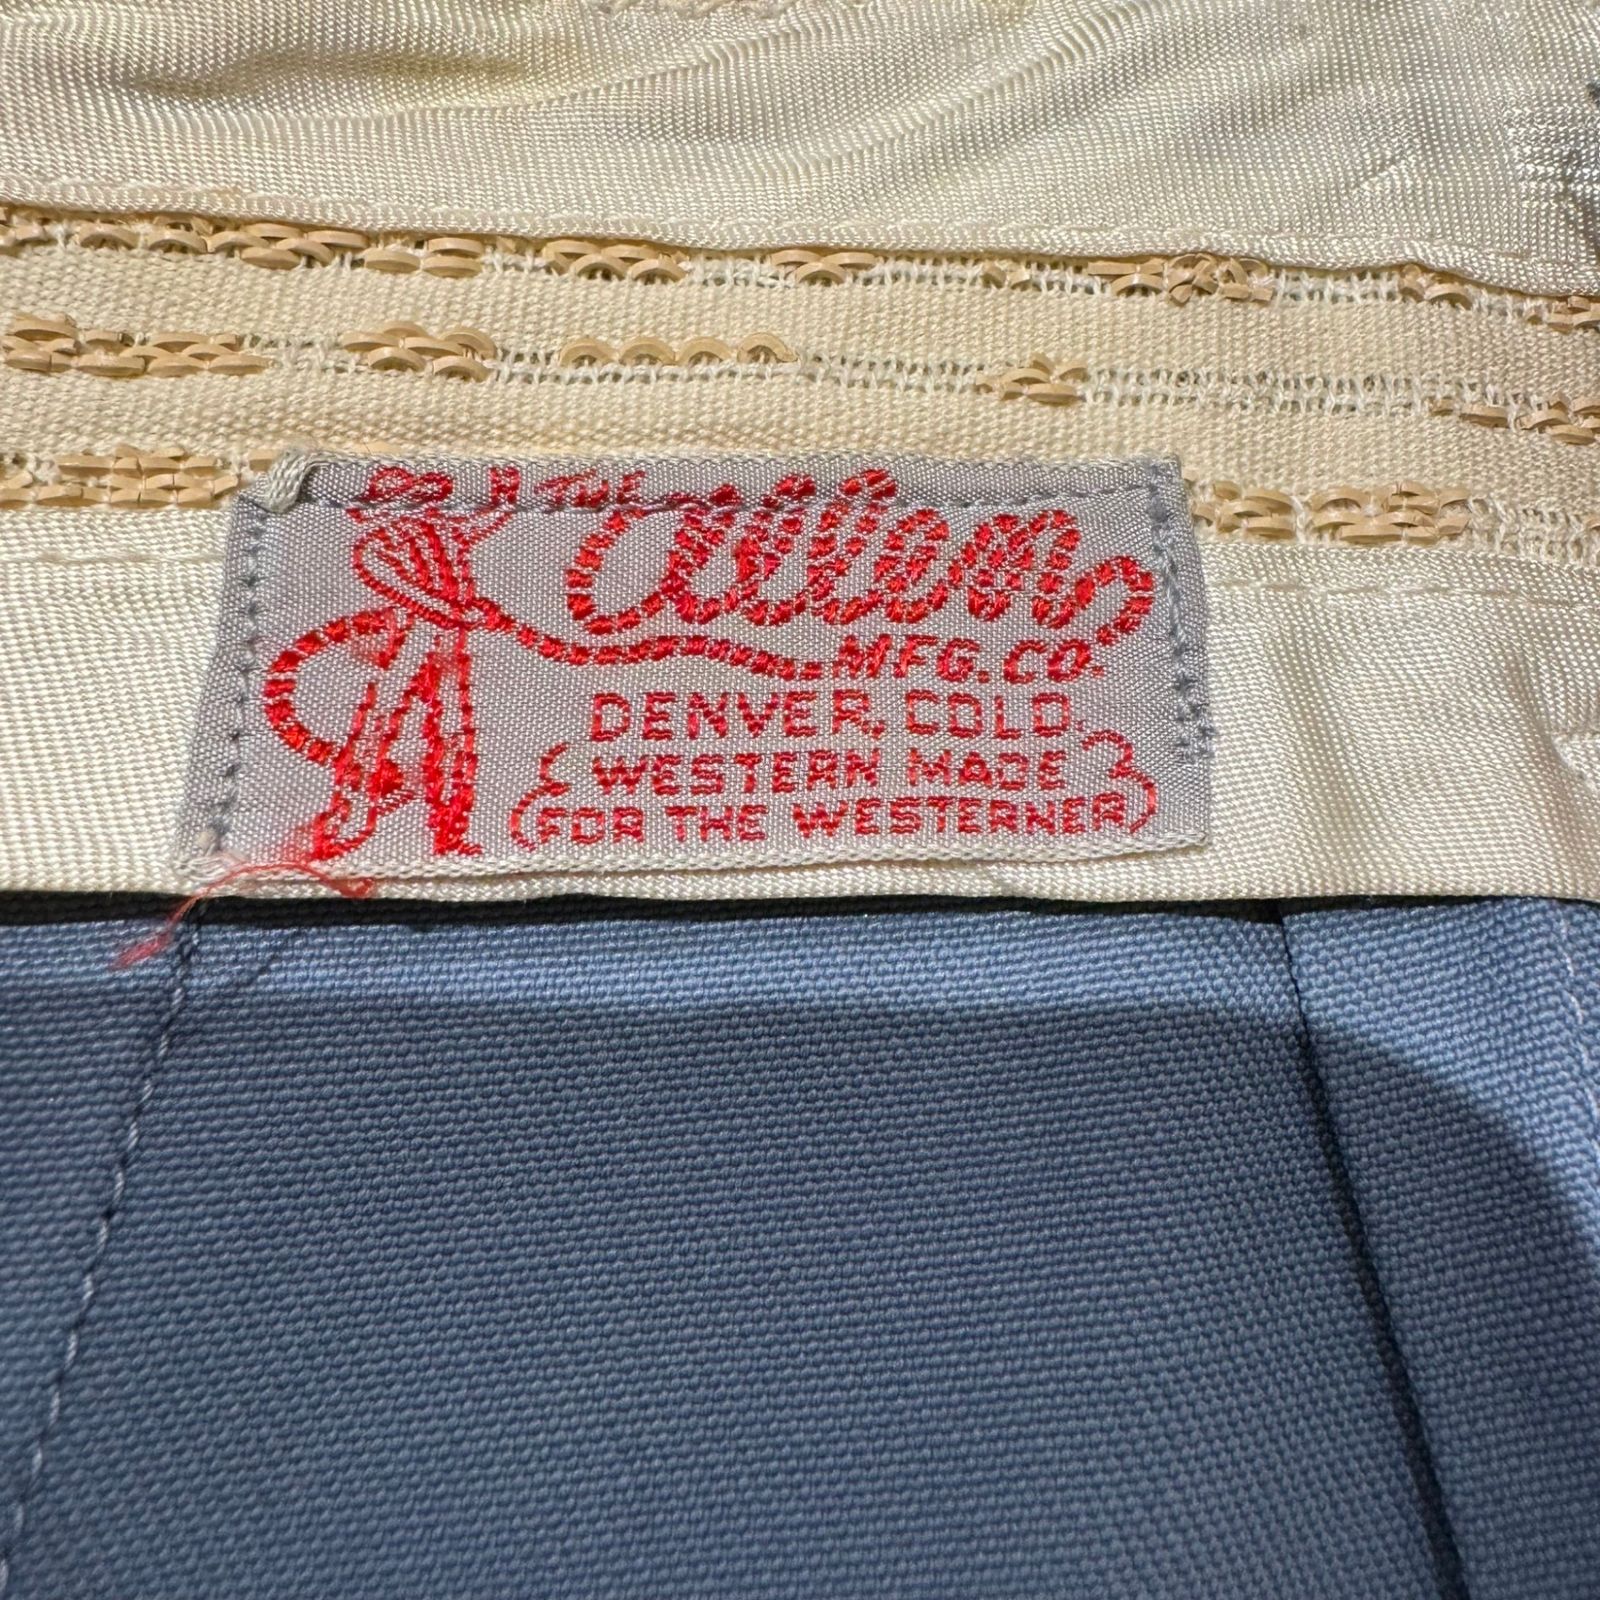 THE Allen
MFG. CO.
DENVER, COLO.
WESTERN MADE
FOR THE WESTERNER